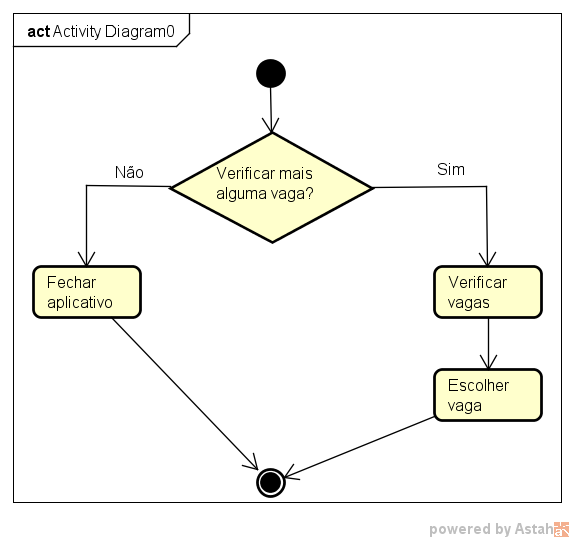 act Activity Diagram0
Verificar mais
alguma vaga?
Não
Sim
Fechar
aplicativo
Verificar
vagas
Escolher
vaga
powered by Astah